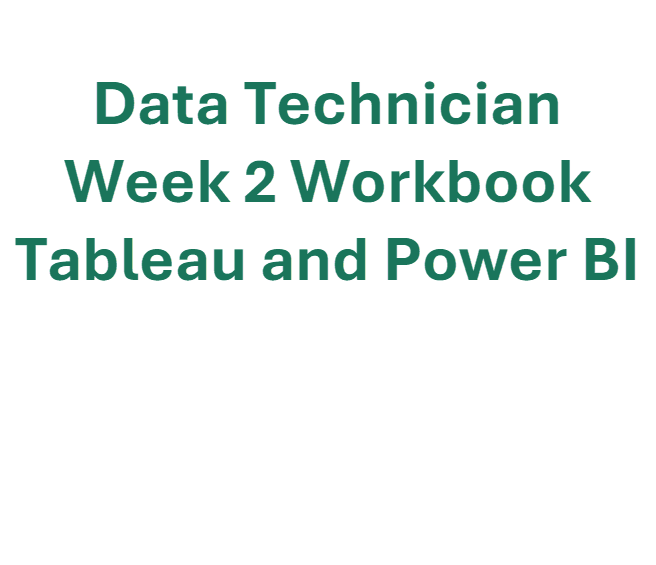 Data Technician
Week 2 Workbook
Tableau and Power BI